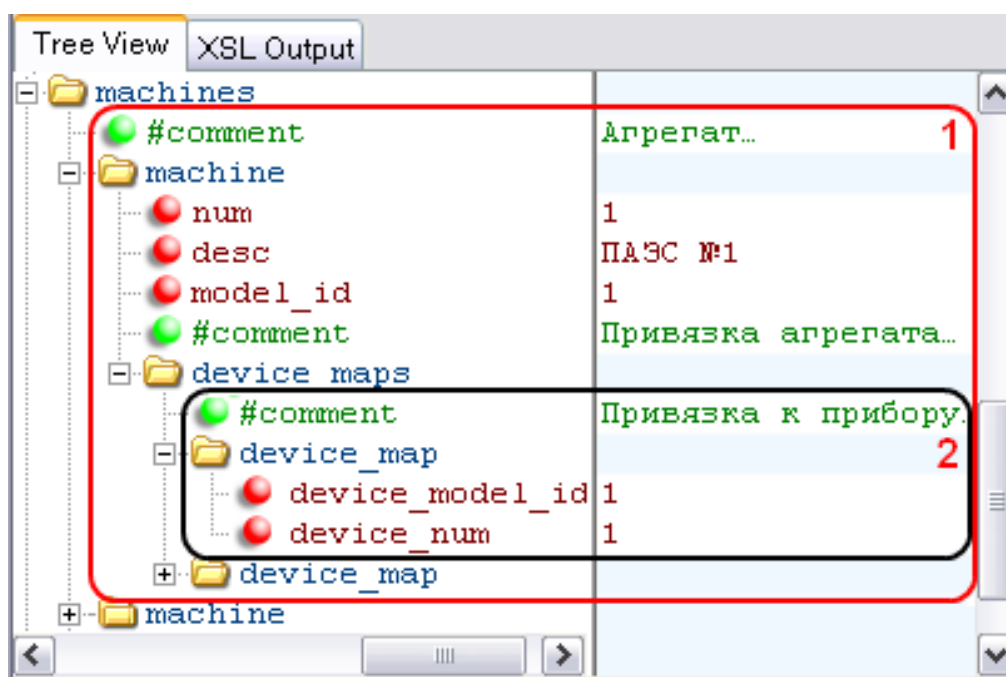 Tree View XSL Output
machines
#comment Агрегат… 1
machine
num 1
desc ПАЭС №1
model_id 1
#comment Привязка агрегата…
device_maps
#comment Привязка к прибору.
device_map 2
device_model_id 1
device_num 1
device_map
machine